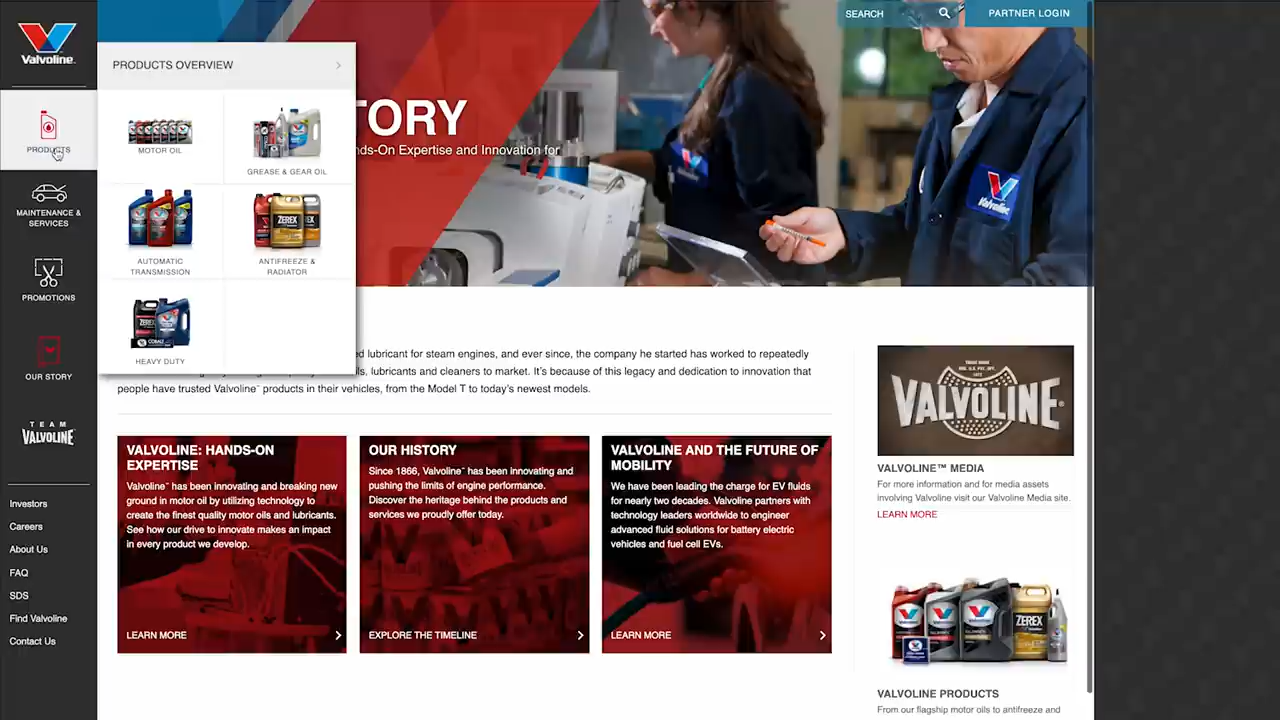 Valvoline.
PRODUCTS
MAINTENANCE &
SERVICES
PROMOTIONS
OUR STORY
TEAM
VALVOLINE
Investors
Careers
About Us
FAQ
SDS
Find Valvoline
Contact Us
SEARCH
PARTNER LOGIN
PRODUCTS OVERVIEW
MOTOR OIL
GREASE & GEAR OIL
AUTOMATIC
TRANSMISSION
ZEREX
ANTIFREEZE &
RADIATOR
ZEREX
COBALT
HEAVY DUTY
TORY
nds-On Expertise and Innovation for
Valvoline
ed lubricant for steam engines, and ever since, the company he started has worked to repeatedly
ls, lubricants and cleaners to market. It's because of this legacy and dedication to innovation that
people have trusted Valvoline™ products in their vehicles, from the Model T to today's newest models.
VALVOLINE: HANDS-ON
EXPERTISE
Valvoline™ has been innovating and breaking new
ground in motor oil by utilizing technology to
create the finest quality motor oils and lubricants.
See how our drive to innovate makes an impact
in every product we develop.
LEARN MORE
OUR HISTORY
Since 1866, Valvoline™ has been innovating and
pushing the limits of engine performance.
Discover the heritage behind the products and
services we proudly offer today.
EXPLORE THE TIMELINE
VALVOLINE AND THE FUTURE OF
MOBILITY
We have been leading the charge for EV fluids
for nearly two decades. Valvoline partners with
technology leaders worldwide to engineer
advanced fluid solutions for battery electric
vehicles and fuel cell EVs.
LEARN MORE
TRADE MARK
REG. U.S. PAT. OFF.
1873
VALVOLINE®
VALVOLINE™ MEDIA
For more information and for media assets
involving Valvoline visit our Valvoline Media site.
LEARN MORE
ZEREX
VALVOLINE PRODUCTS
From our flagship motor oils to antifreeze and